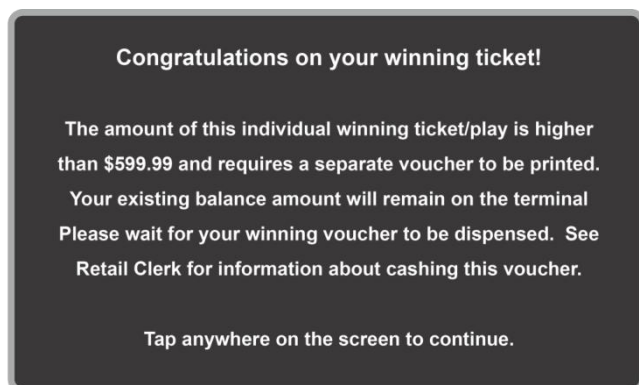 Congratulations on your winning ticket!
The amount of this individual winning ticket/play is higher
than $599.99 and requires a separate voucher to be printed.
Your existing balance amount will remain on the terminal
Please wait for your winning voucher to be dispensed.  See
Retail Clerk for information about cashing this voucher.
Tap anywhere on the screen to continue.